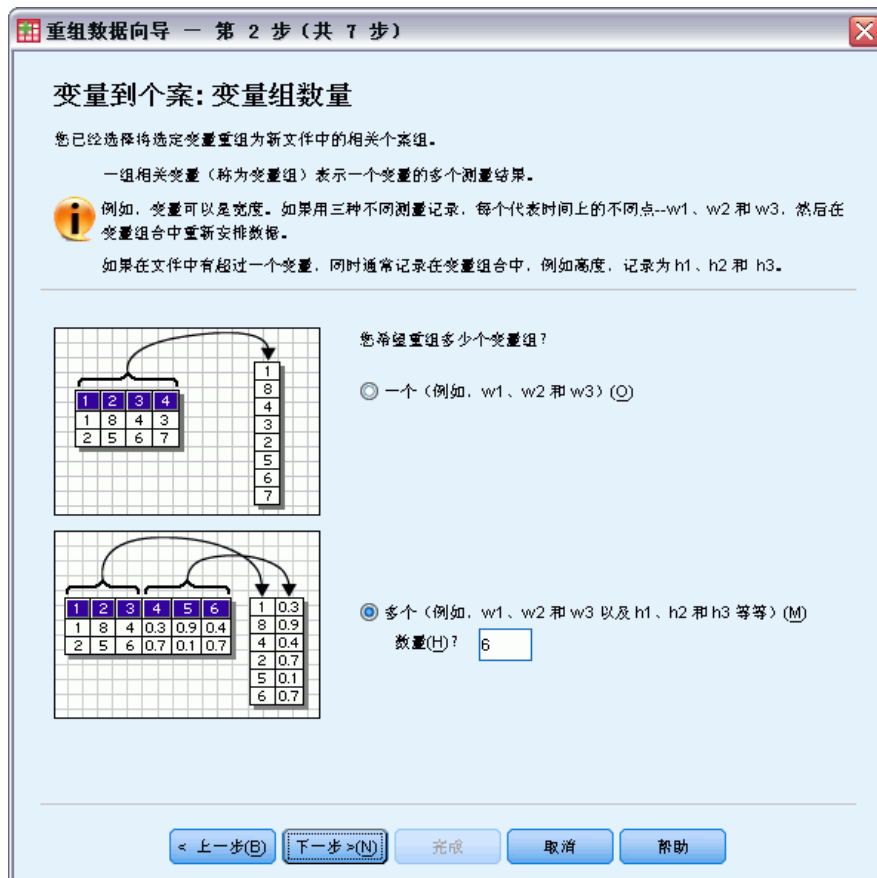 重组数据向导 — 第 2 步（共 7 步）
变量到个案: 变量组数量
您已经选择将选定变量重组为新文件中的相关个案组。
一组相关变量（称为变量组）表示一个变量的多个测量结果。
例如，变量可以是宽度。如果用三种不同测量记录，每个代表时间上的不同点--w1、w2 和 w3，然后在
变量组合中重新安排数据。
如果在文件中有超过一个变量，同时通常记录在变量组合中，例如高度，记录为 h1、h2 和 h3。
您希望重组多少个变量组?
1 2 3 4
1 8 4 3
2 5 6 7
1
8
4
3
2
5
6
7
一个（例如，w1、w2 和 w3）(O)
1 2 3 4 5 6
1 8 4 0.3 0.9 0.4
2 5 6 0.7 0.1 0.7
1 0.3
8 0.9
4 0.4
2 0.7
5 0.1
6 0.7
多个（例如，w1、w2 和 w3 以及 h1、h2 和 h3 等等）(M)
数量(H)? 6
< 上一步(B) 下一步 >(N) 完成 取消 帮助